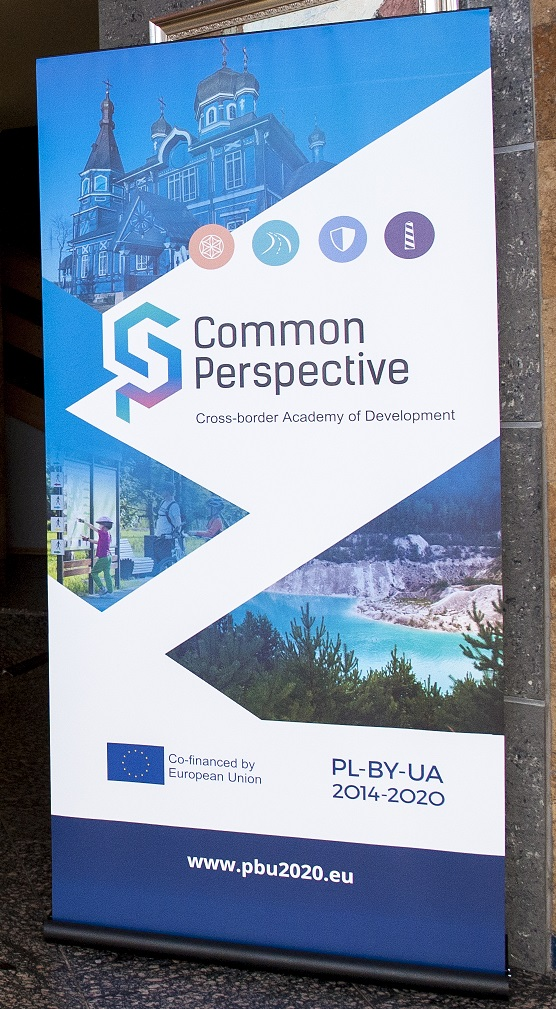 Common
Perspective
Cross-border Academy of Development
Co-financed by
European Union
PL-BY-UA
2014-2020
www.pbu2020.eu